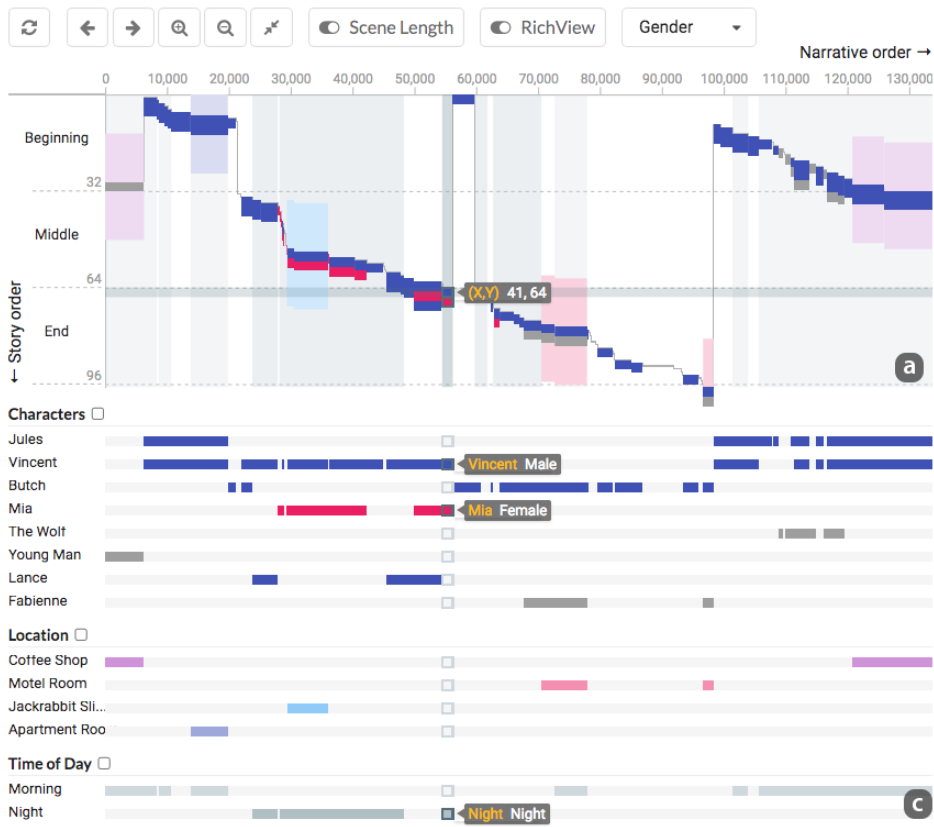 Scene Length
RichView
Gender
Narrative order →
0 10,000 20,000 30,000 40,000 50,000 60,000 70,000 80,000 90,000 100,000 110,000 120,000 130,000
Beginning
32
Middle
64
(X,Y) 41, 64
End
96
← Story order
a
Characters
Jules
Vincent
Vincent Male
Butch
Mia
Mia Female
The Wolf
Young Man
Lance
Fabienne
Location
Coffee Shop
Motel Room
Jackrabbit Sli...
Apartment Roo
Time of Day
Morning
Night
Night Night
c